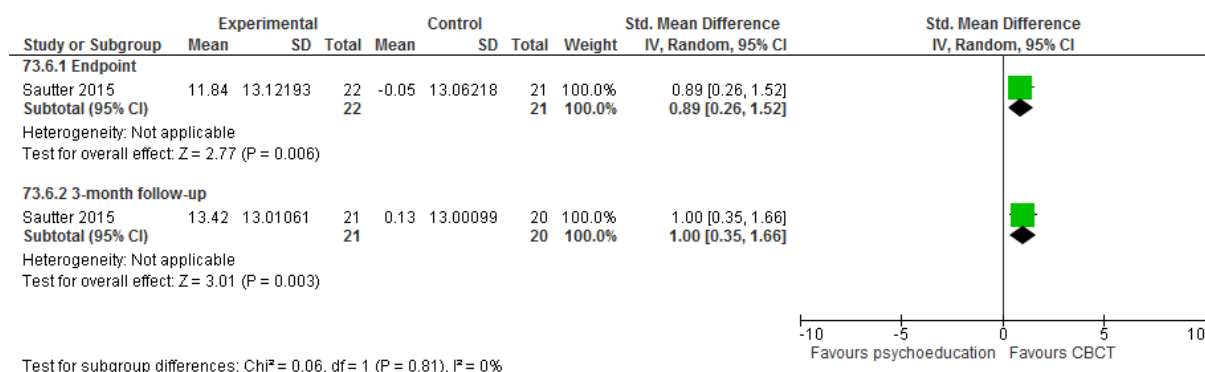 Experimental Control Std. Mean Difference Std. Mean Difference
Study or Subgroup Mean SD Total Mean SD Total Weight IV, Random, 95% CI IV, Random, 95% CI
73.6.1 Endpoint
Sautter 2015 11.84 13.12193 22 -0.05 13.06218 21 100.0% 0.89 [0.26, 1.52]
Subtotal (95% CI) 22 21 100.0% 0.89 [0.26, 1.52]
Heterogeneity: Not applicable
Test for overall effect: Z = 2.77 (P = 0.006)
73.6.2 3-month follow-up
Sautter 2015 13.42 13.01061 21 0.13 13.00099 20 100.0% 1.00 [0.35, 1.66]
Subtotal (95% CI) 21 20 100.0% 1.00 [0.35, 1.66]
Heterogeneity: Not applicable
Test for overall effect: Z = 3.01 (P = 0.003)
-10 -5 0 5 10
Favours psychoeducation Favours CBCT
Test for subgroup differences: Chi² = 0.06, df = 1 (P = 0.81), I² = 0%